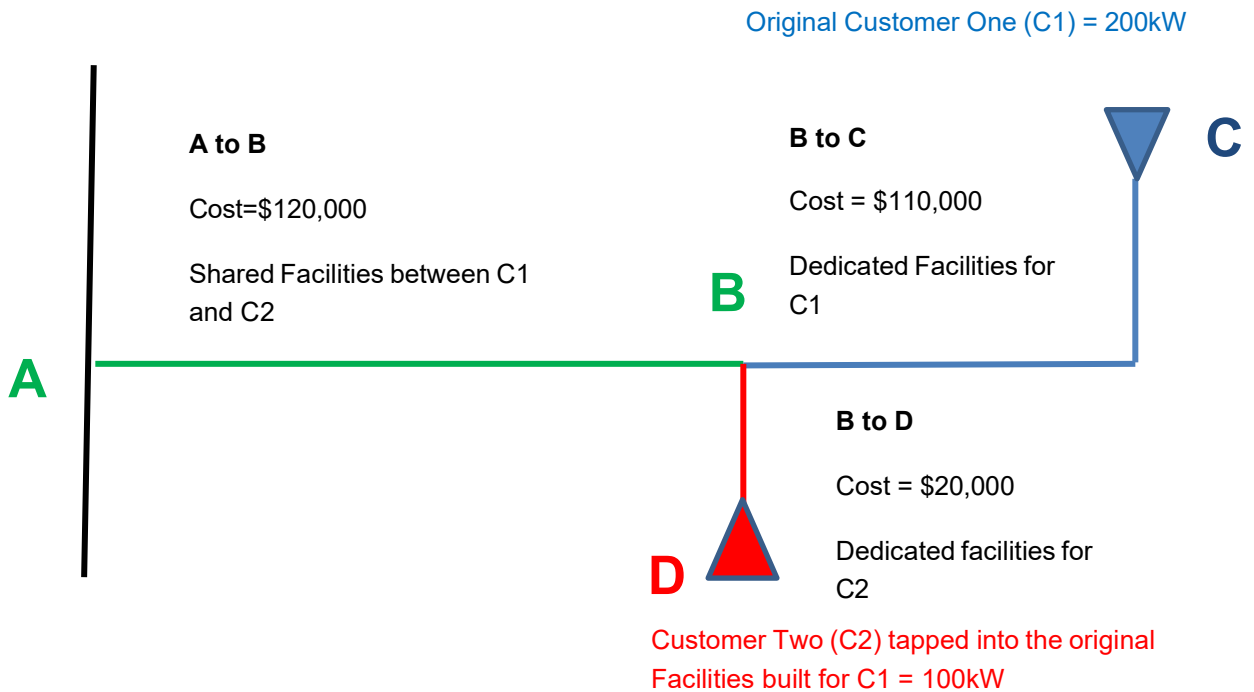 Original Customer One (C1) = 200kW
A to B
Cost=$120,000
Shared Facilities between C1
and C2
B to C
Cost = $110,000
Dedicated Facilities for
C1
C
B
A
B to D
Cost = $20,000
Dedicated facilities for
C2
D
Customer Two (C2) tapped into the original
Facilities built for C1 = 100kW